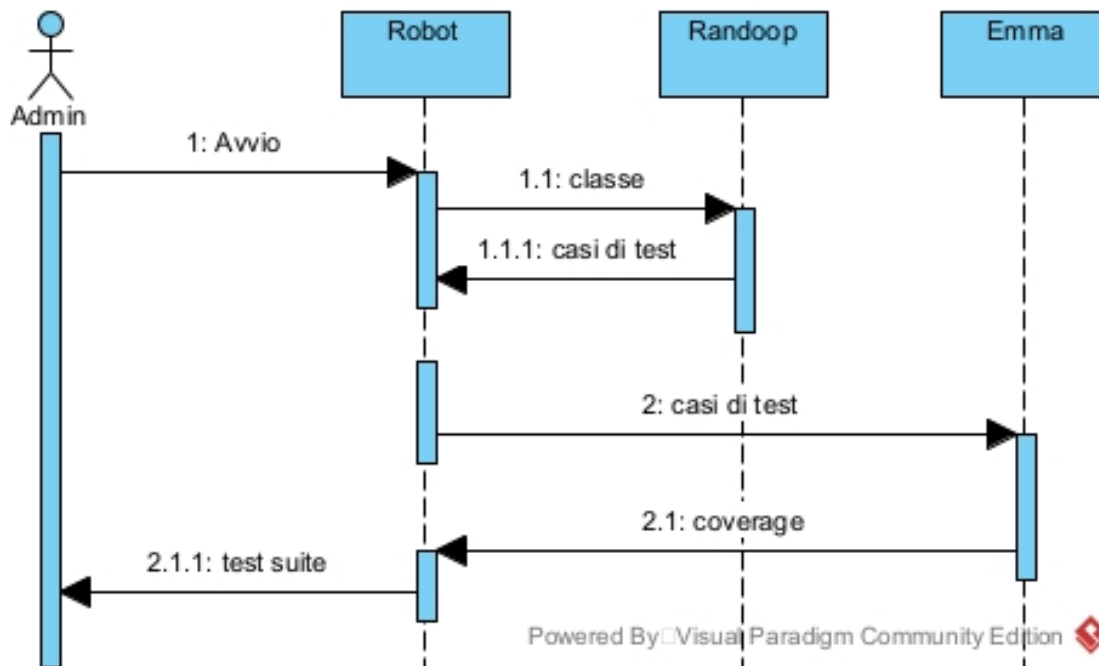 Robot
Randoop
Emma
Admin
1: Avvio
1.1: classe
1.1.1: casi di test
2: casi di test
2.1: coverage
2.1.1: test suite
Powered By□Visual Paradigm Community Edition